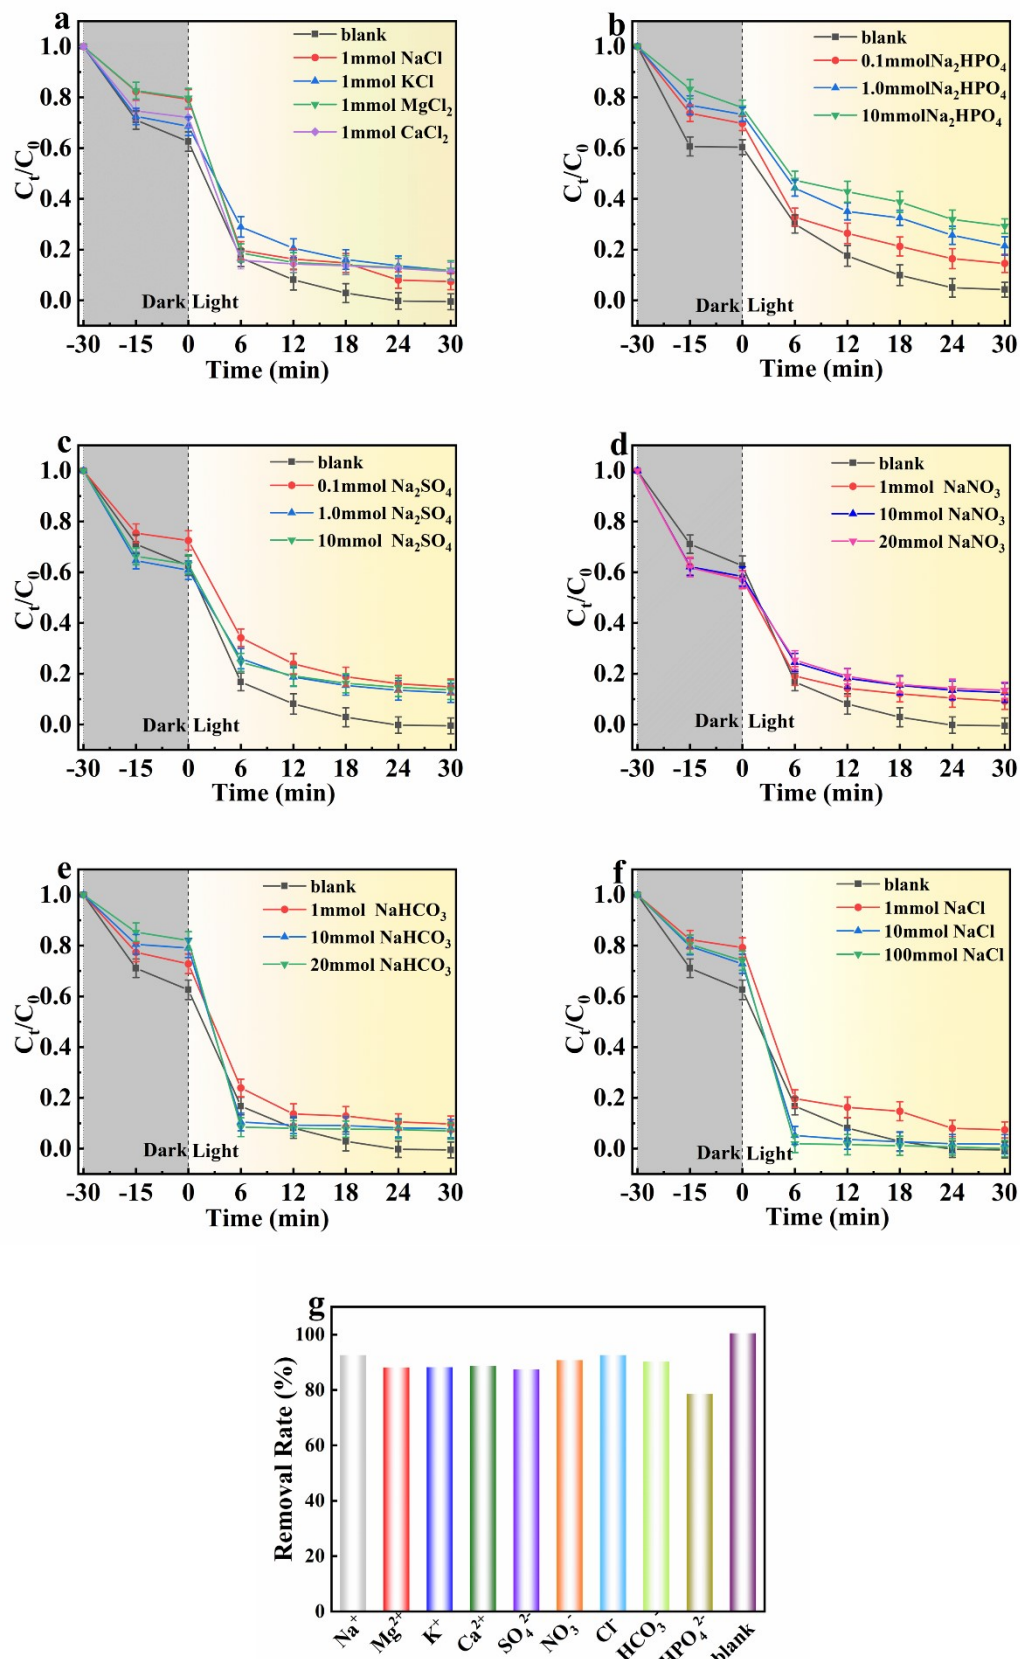 a
blank
1mmol NaCl
1mmol KCl
1mmol MgCl₂
1mmol CaCl₂
1.0
0.8
0.6
0.4
0.2
0.0
Cₜ/C₀
Dark Light
-30 -15 0 6 12 18 24 30
Time (min)
b
blank
0.1mmolNa₂HPO₄
1.0mmolNa₂HPO₄
10mmolNa₂HPO₄
1.0
0.8
0.6
0.4
0.2
0.0
Cₜ/C₀
Dark Light
-30 -15 0 6 12 18 24 30
Time (min)
c
blank
0.1mmol Na₂SO₄
1.0mmol Na₂SO₄
10mmol Na₂SO₄
1.0
0.8
0.6
0.4
0.2
0.0
Cₜ/C₀
Dark Light
-30 -15 0 6 12 18 24 30
Time (min)
d
blank
1mmol NaNO₃
10mmol NaNO₃
20mmol NaNO₃
1.0
0.8
0.6
0.4
0.2
0.0
Cₜ/C₀
Dark Light
-30 -15 0 6 12 18 24 30
Time (min)
e
blank
1mmol NaHCO₃
10mmol NaHCO₃
20mmol NaHCO₃
1.0
0.8
0.6
0.4
0.2
0.0
Cₜ/C₀
Dark Light
-30 -15 0 6 12 18 24 30
Time (min)
f
blank
1mmol NaCl
10mmol NaCl
100mmol NaCl
1.0
0.8
0.6
0.4
0.2
0.0
Cₜ/C₀
Dark Light
-30 -15 0 6 12 18 24 30
Time (min)
g
100
80
60
40
20
0
Removal Rate (%)
Na⁺ Mg²⁺ K⁺ Ca²⁺ SO₄²⁻ NO₃⁻ Cl⁻ HCO₃⁻ HPO₄²⁻ blank